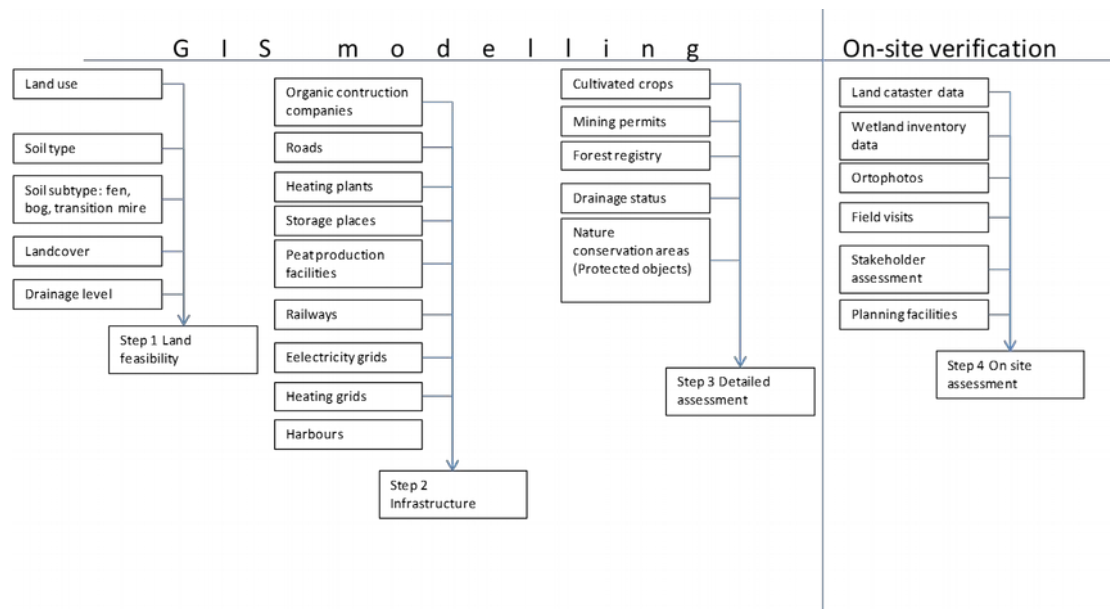 GIS modelling
On-site verification
Land use
Soil type
Soil subtype: fen,
bog, transition mire
Landcover
Drainage level
Step 1 Land
feasibility
Organic contruction
companies
Roads
Heating plants
Storage places
Peat production
facilities
Railways
Eelectricity grids
Heating grids
Harbours
Step 2
Infrastructure
Cultivated crops
Mining permits
Forest registry
Drainage status
Nature
conservation areas
(Protected objects)
Step 3 Detailed
assessment
Land cataster data
Wetland inventory
data
Ortophotos
Field visits
Stakeholder
assessment
Planning facilities
Step 4 On site
assessment